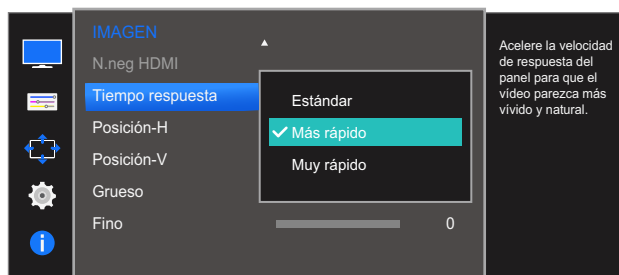 IMAGEN
N.neg HDMI
Tiempo respuesta
Posición-H
Posición-V
Grueso
Fino
Estándar
Más rápido
Muy rápido
0
Acelere la velocidad
de respuesta del
panel para que el
vídeo parezca más
vívido y natural.